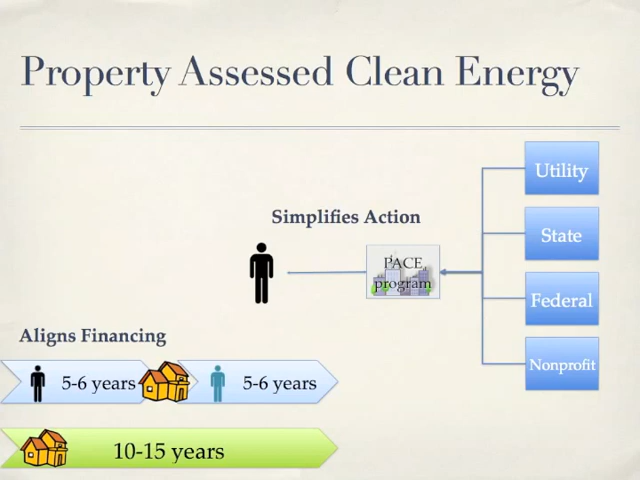 Property Assessed Clean Energy
Utility
Simplifies Action
State
PACE
program
Federal
Aligns Financing
Nonprofit
5-6 years
5-6 years
10-15 years